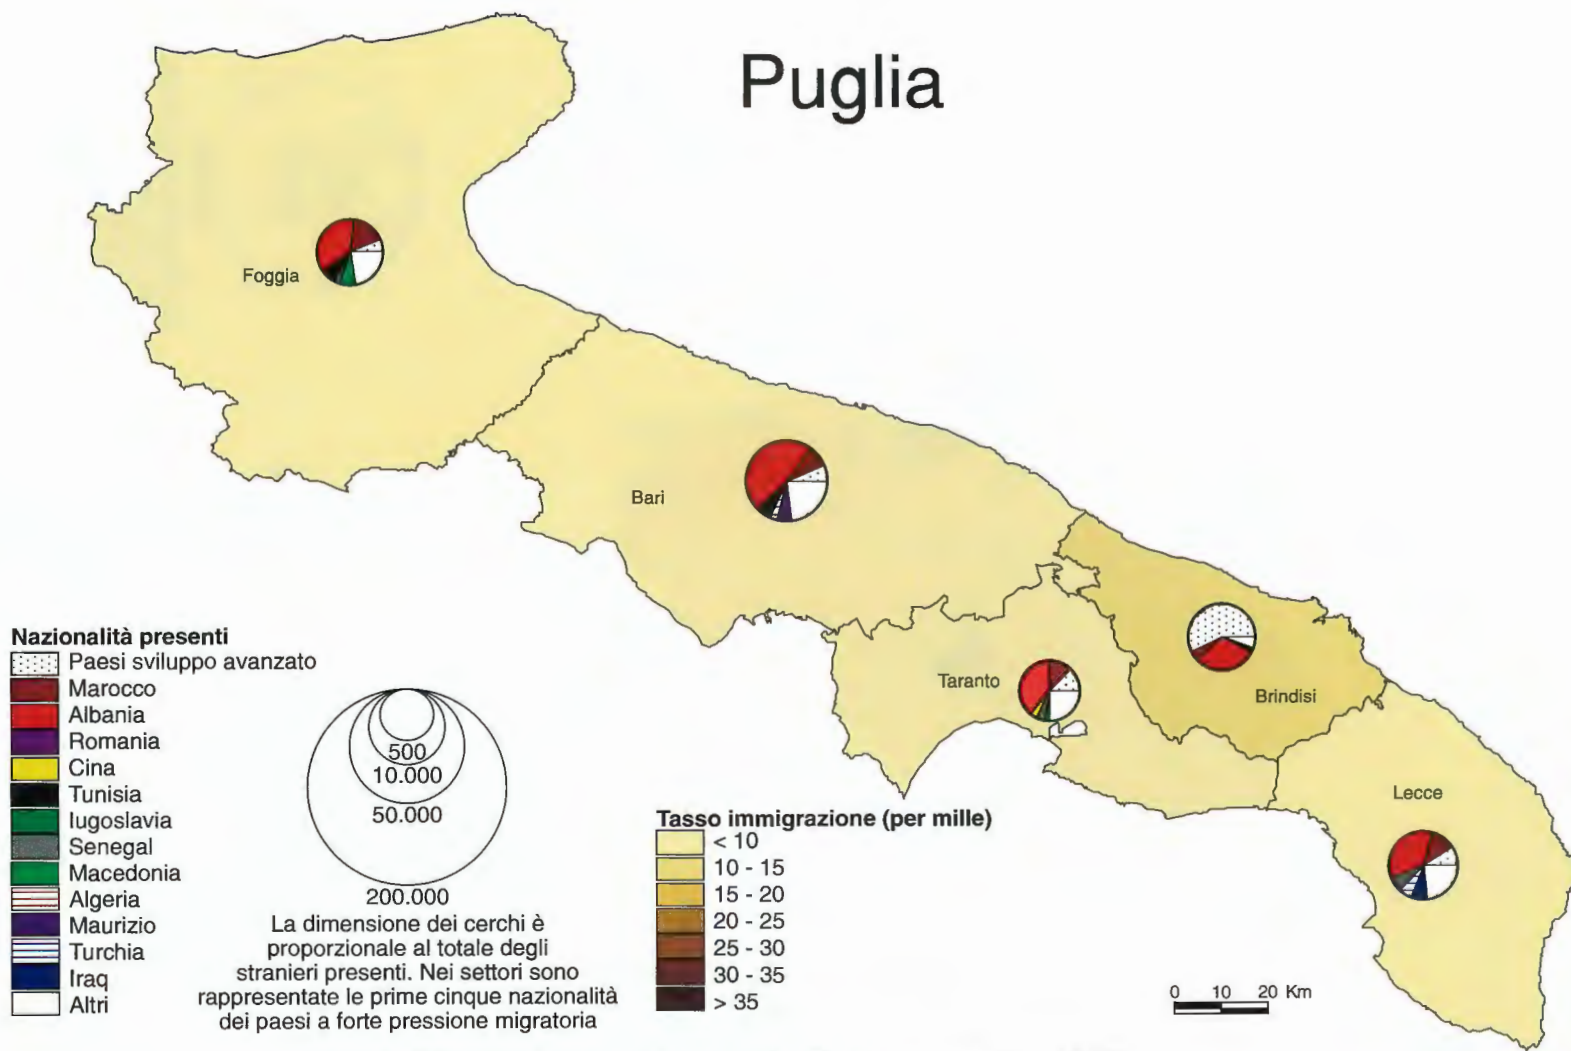 Puglia
Foggia
Bari
Taranto
Brindisi
Lecce
Nazionalità presenti
Paesi sviluppo avanzato
Marocco
Albania
Romania
Cina
Tunisia
Iugoslavia
Senegal
Macedonia
Algeria
Maurizio
Turchia
Iraq
Altri
500
10.000
50.000
200.000
La dimensione dei cerchi è
proporzionale al totale degli
stranieri presenti. Nei settori sono
rappresentate le prime cinque nazionalità
dei paesi a forte pressione migratoria
Tasso immigrazione (per mille)
< 10
10 - 15
15 - 20
20 - 25
25 - 30
30 - 35
> 35
0 10 20 Km